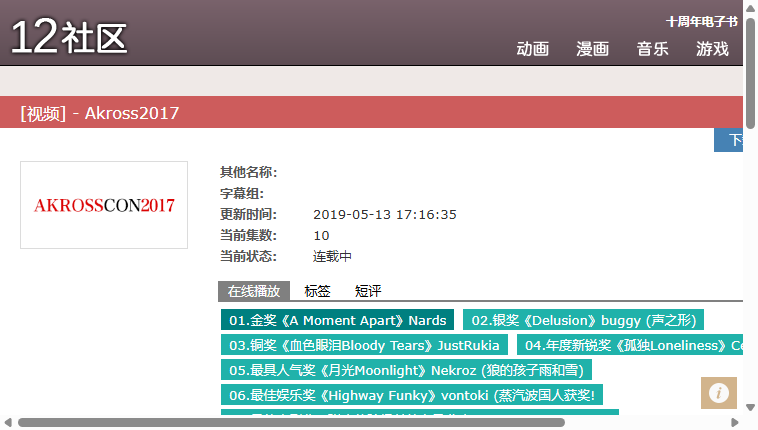 十周年电子书
12社区
动画 漫画 音乐 游戏
[视频] - Akross2017
AKROSSCON2017
其他名称:
字幕组:
更新时间: 2019-05-13 17:16:35
当前集数: 10
当前状态: 连载中
在线播放 标签 短评
01.金奖《A Moment Apart》Nards 02.银奖《Delusion》buggy (声之形)
03.铜奖《血色眼泪Bloody Tears》JustRukia 04.年度新锐奖《孤独Loneliness》
05.最具人气奖《月光Moonlight》Nekroz (狼的孩子雨和雪)
06.最佳娱乐奖《Highway Funky》vontoki (蒸汽波国人获奖!